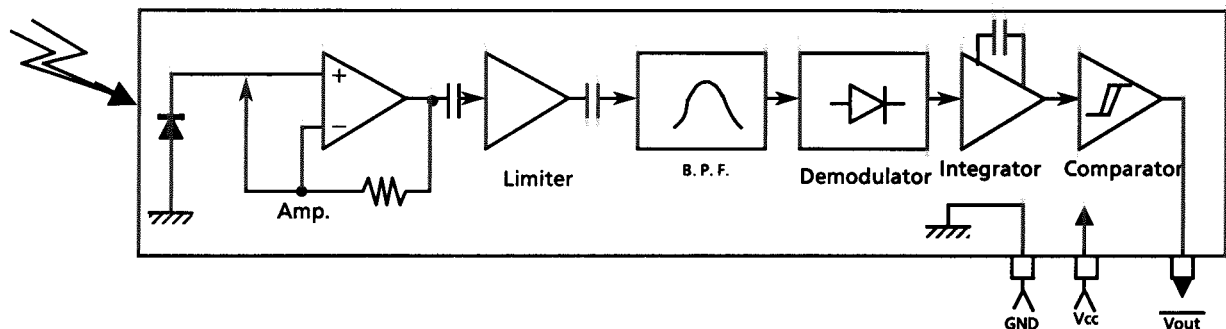 +
−
Amp.
Limiter
B. P. F.
Demodulator
Integrator
Comparator
GND
Vcc
Vout